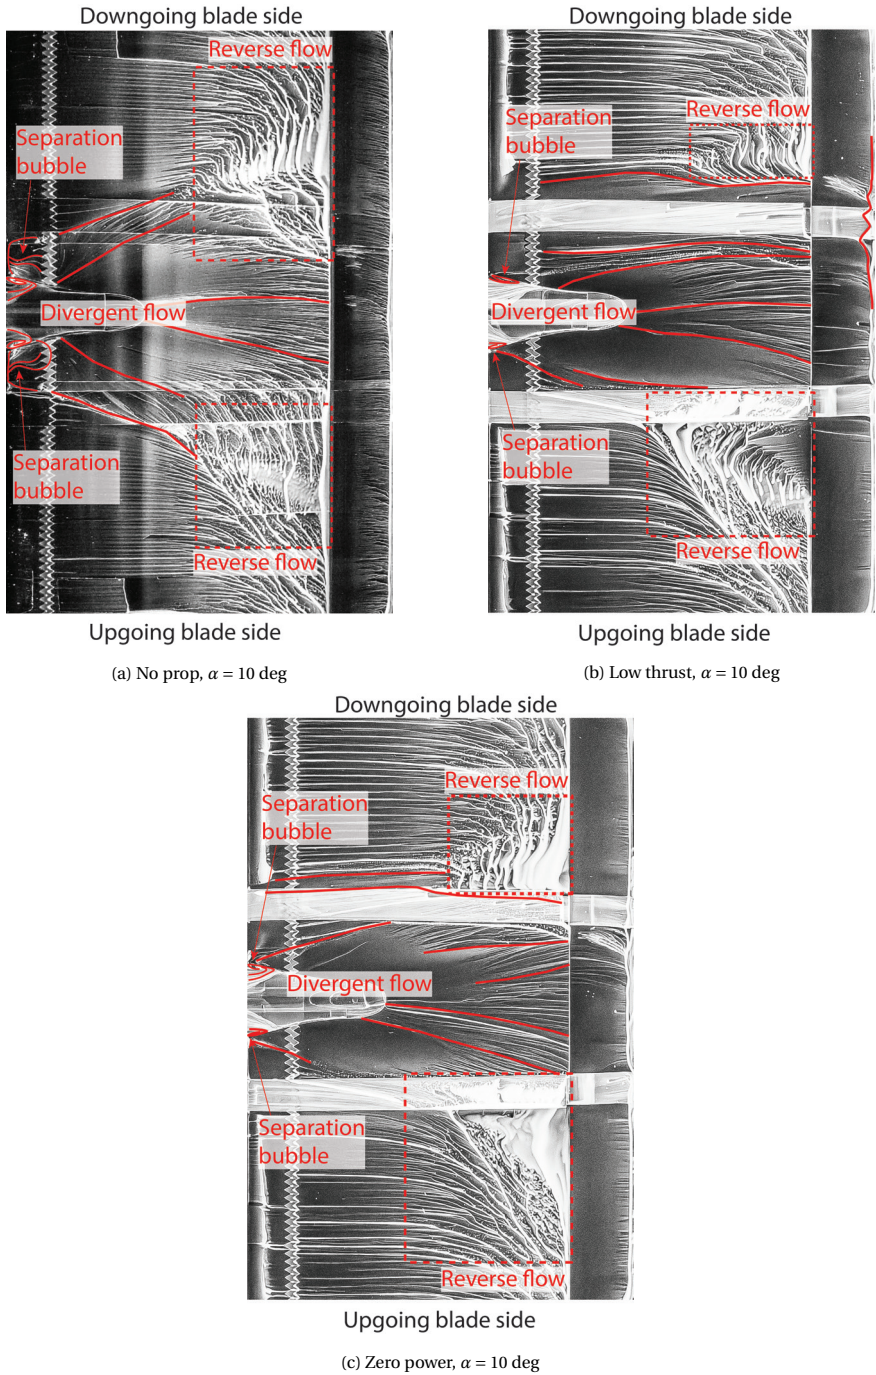 Downgoing blade side
Reverse flow
Separation
bubble
Divergent flow
Separation
bubble
Reverse flow
Upgoing blade side
(a) No prop, α = 10 deg
Downgoing blade side
Separation
bubble
Reverse flow
Divergent flow
Separation
bubble
Reverse flow
Upgoing blade side
(b) Low thrust, α = 10 deg
Downgoing blade side
Reverse flow
Separation
bubble
Divergent flow
Separation
bubble
Reverse flow
Upgoing blade side
(c) Zero power, α = 10 deg